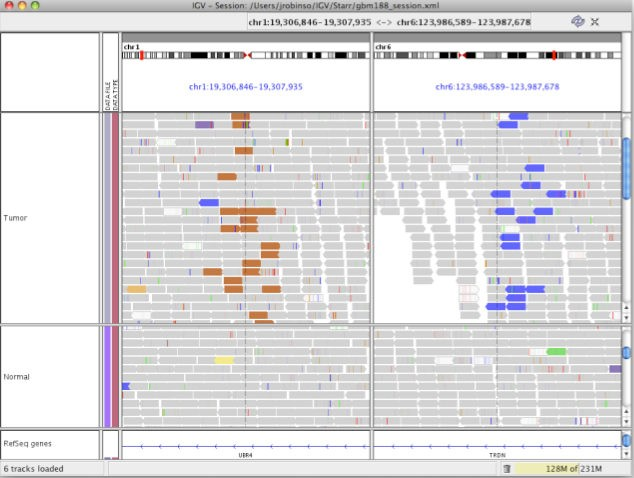 IGV - Session: /Users/jrobinso/IGV/Starr/gbm188_session.xml
chr1:19,306,846-19,307,935 <-> chr6:123,986,589-123,987,678
chr1
chr6
DATA FILE
DATA TYPE
chr1:19,306,846-19,307,935
chr6:123,986,589-123,987,678
Tumor
Normal
RefSeq genes
UBR4
TRDN
6 tracks loaded
128M of 231M